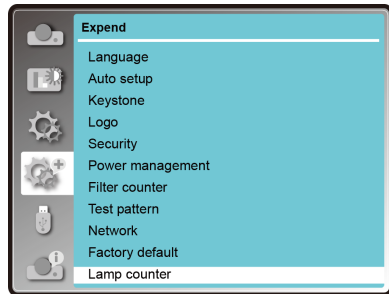 Expend
Language
Auto setup
Keystone
Logo
Security
Power management
Filter counter
Test pattern
Network
Factory default
Lamp counter